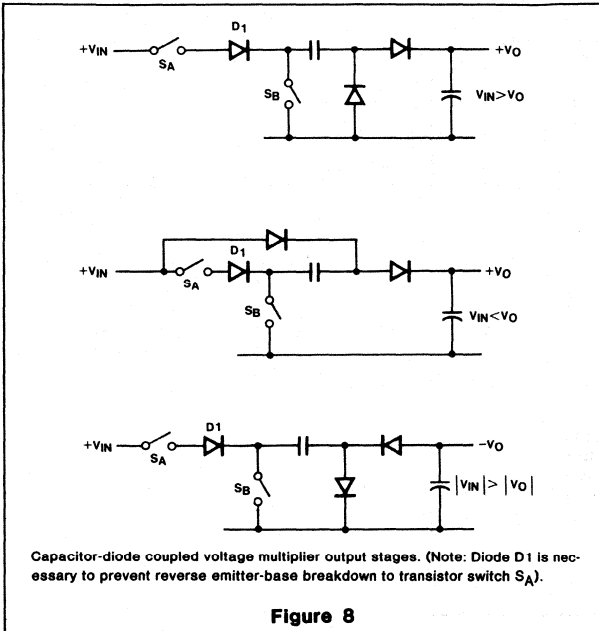 +VIN SA D1 SB +VO VIN>VO
+VIN SA D1 SB +VO VIN<VO
+VIN SA D1 SB -VO |VIN| > |VO|
Capacitor-diode coupled voltage multiplier output stages. (Note: Diode D1 is nec-
essary to prevent reverse emitter-base breakdown to transistor switch SA).
Figure 8